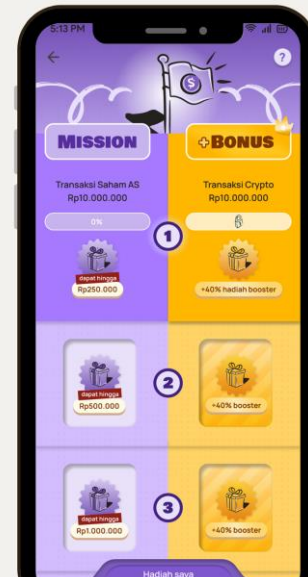 5:13 PM
?
$
MISSION
+BONUS
Transaksi Saham AS
Rp10.000.000
Transaksi Crypto
Rp10.000.000
0%
1
dapat hingga
Rp250.000
+40% hadiah booster
2
dapat hingga
Rp500.000
+40% booster
3
dapat hingga
Rp1.000.000
+40% booster
Hadiah saya